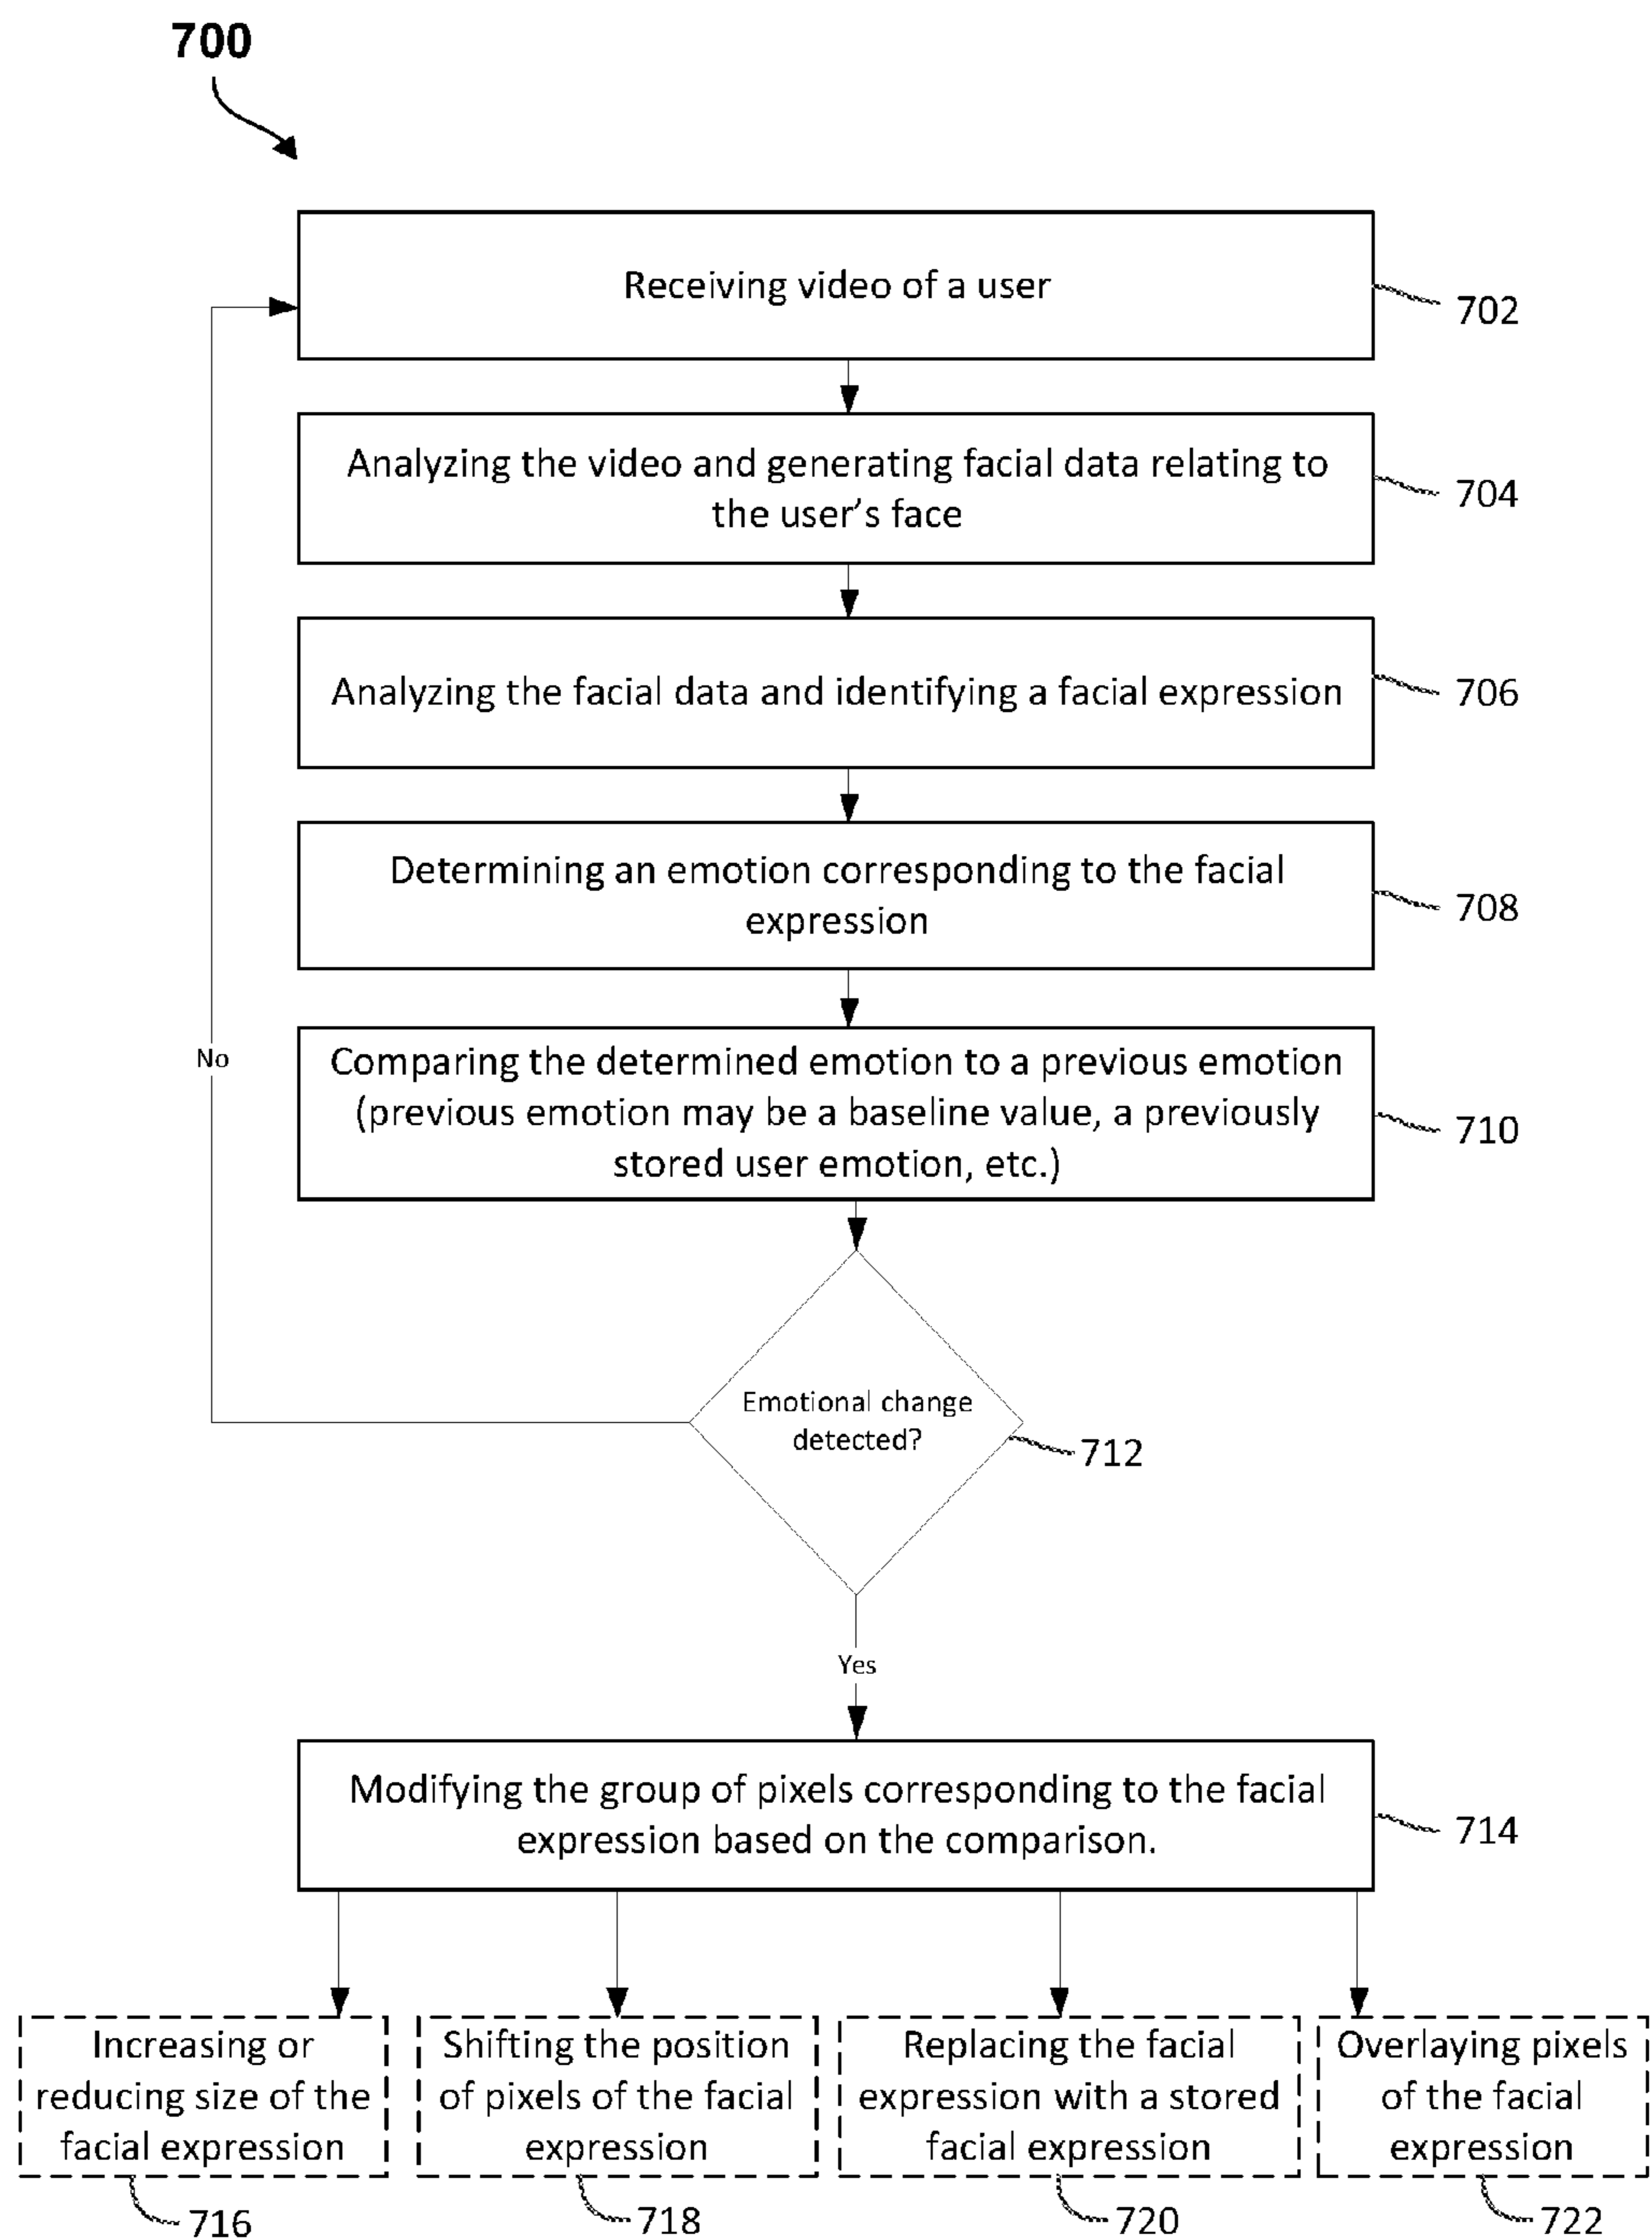 700
Receiving video of a user
702
Analyzing the video and generating facial data relating to
the user's face
704
Analyzing the facial data and identifying a facial expression
706
Determining an emotion corresponding to the facial
expression
708
Comparing the determined emotion to a previous emotion
(previous emotion may be a baseline value, a previously
stored user emotion, etc.)
710
No
Emotional change
detected?
712
Yes
Modifying the group of pixels corresponding to the facial
expression based on the comparison.
714
Increasing or
reducing size of the
facial expression
716
Shifting the position
of pixels of the facial
expression
718
Replacing the facial
expression with a stored
facial expression
720
Overlaying pixels
of the facial
expression
722